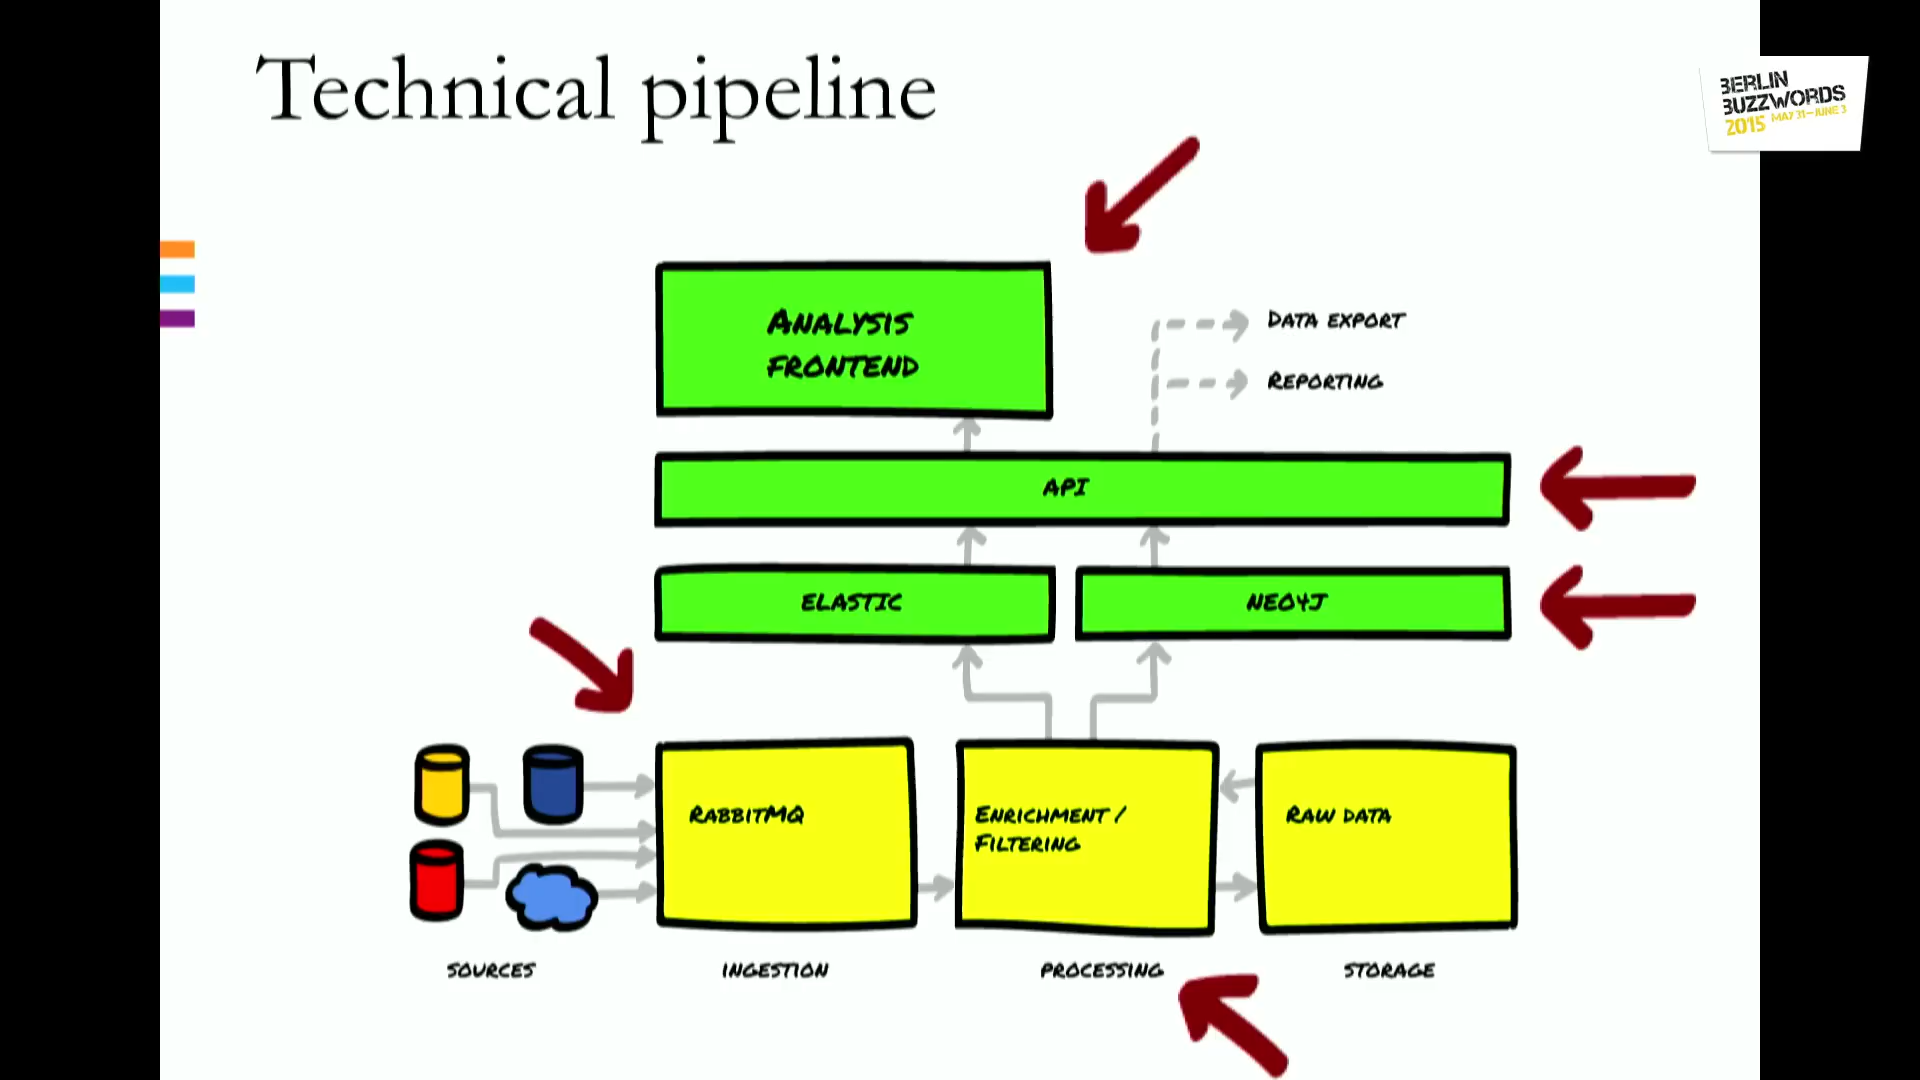 Technical pipeline
BERLIN
BUZZWORDS
2015 MAY 31–JUNE 3
ANALYSIS
FRONTEND
DATA EXPORT
REPORTING
API
ELASTIC
NEO4J
RABBITMQ
ENRICHMENT /
FILTERING
RAW DATA
SOURCES
INGESTION
PROCESSING
STORAGE